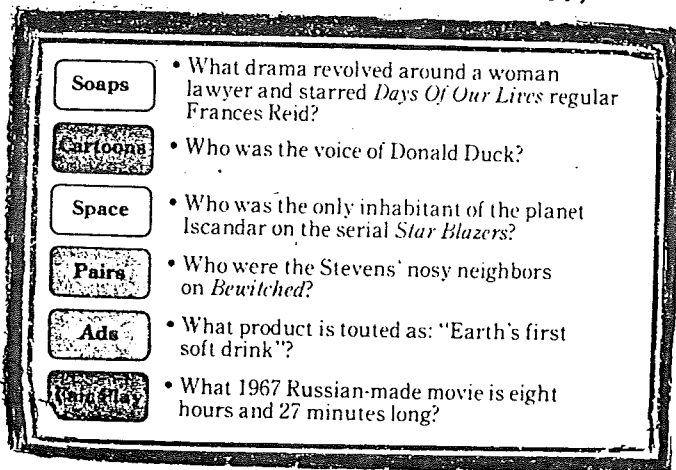 Soaps
• What drama revolved around a woman
lawyer and starred Days Of Our Lives regular
Frances Reid?
Cartoons
• Who was the voice of Donald Duck?
Space
• Who was the only inhabitant of the planet
Iscandar on the serial Star Blazers?
Pairs
• Who were the Stevens' nosy neighbors
on Bewitched?
Ads
• What product is touted as: "Earth's first
soft drink"?
• What 1967 Russian-made movie is eight
hours and 27 minutes long?